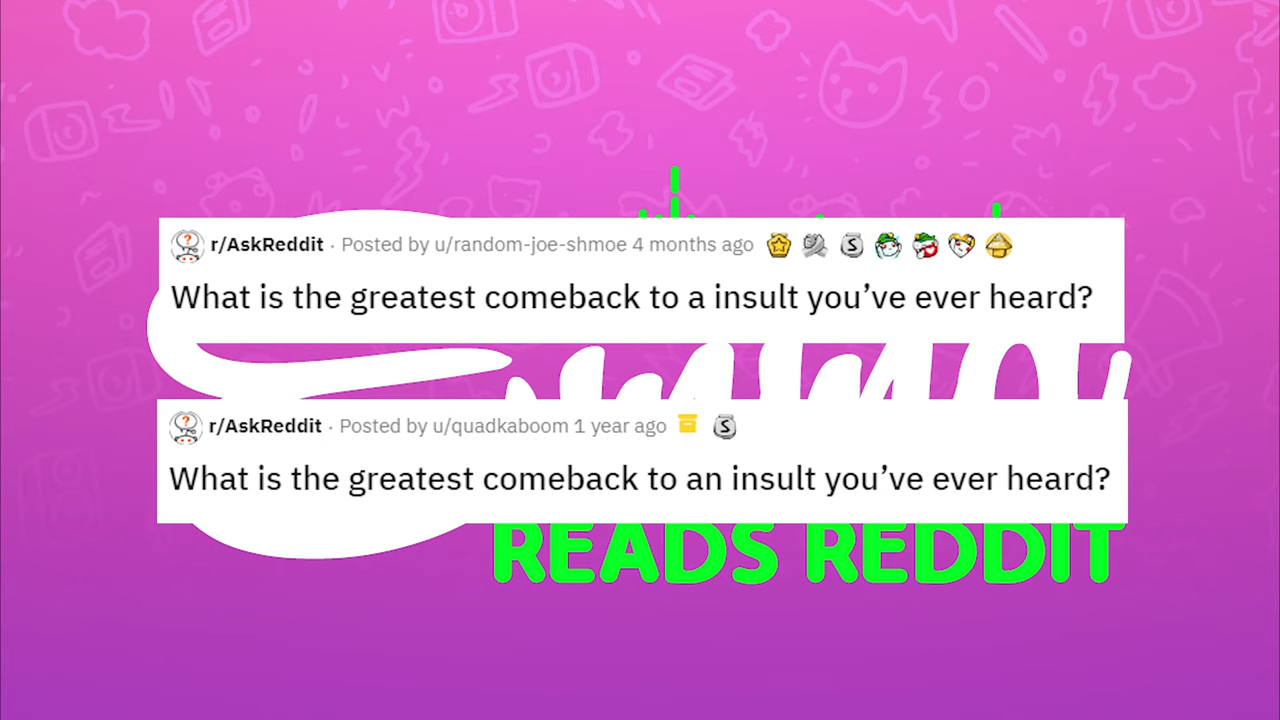 r/AskReddit · Posted by u/random-joe-shmoe 4 months ago
What is the greatest comeback to a insult you’ve ever heard?
r/AskReddit · Posted by u/quadkaboom 1 year ago
What is the greatest comeback to an insult you’ve ever heard?
READS REDDIT